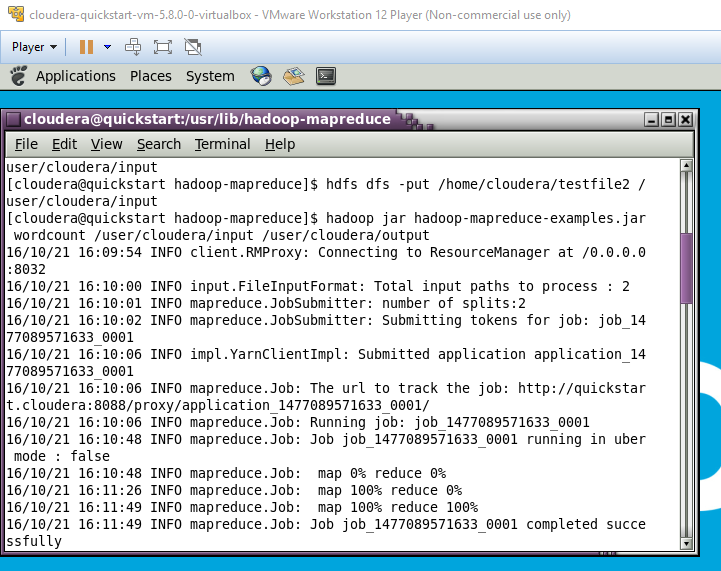 cloudera-quickstart-vm-5.8.0-0-virtualbox - VMware Workstation 12 Player (Non-commercial use only)
Player
Applications Places System
cloudera@quickstart:/usr/lib/hadoop-mapreduce
File Edit View Search Terminal Help
user/cloudera/input
[cloudera@quickstart hadoop-mapreduce]$ hdfs dfs -put /home/cloudera/testfile2 /
user/cloudera/input
[cloudera@quickstart hadoop-mapreduce]$ hadoop jar hadoop-mapreduce-examples.jar
 wordcount /user/cloudera/input /user/cloudera/output
16/10/21 16:09:54 INFO client.RMProxy: Connecting to ResourceManager at /0.0.0.0
:8032
16/10/21 16:10:00 INFO input.FileInputFormat: Total input paths to process : 2
16/10/21 16:10:01 INFO mapreduce.JobSubmitter: number of splits:2
16/10/21 16:10:02 INFO mapreduce.JobSubmitter: Submitting tokens for job: job_14
77089571633_0001
16/10/21 16:10:06 INFO impl.YarnClientImpl: Submitted application application_14
77089571633_0001
16/10/21 16:10:06 INFO mapreduce.Job: The url to track the job: http://quickstar
t.cloudera:8088/proxy/application_1477089571633_0001/
16/10/21 16:10:06 INFO mapreduce.Job: Running job: job_1477089571633_0001
16/10/21 16:10:48 INFO mapreduce.Job: Job job_1477089571633_0001 running in uber
 mode : false
16/10/21 16:10:48 INFO mapreduce.Job:  map 0% reduce 0%
16/10/21 16:11:26 INFO mapreduce.Job:  map 100% reduce 0%
16/10/21 16:11:49 INFO mapreduce.Job:  map 100% reduce 100%
16/10/21 16:11:49 INFO mapreduce.Job: Job job_1477089571633_0001 completed succe
ssfully